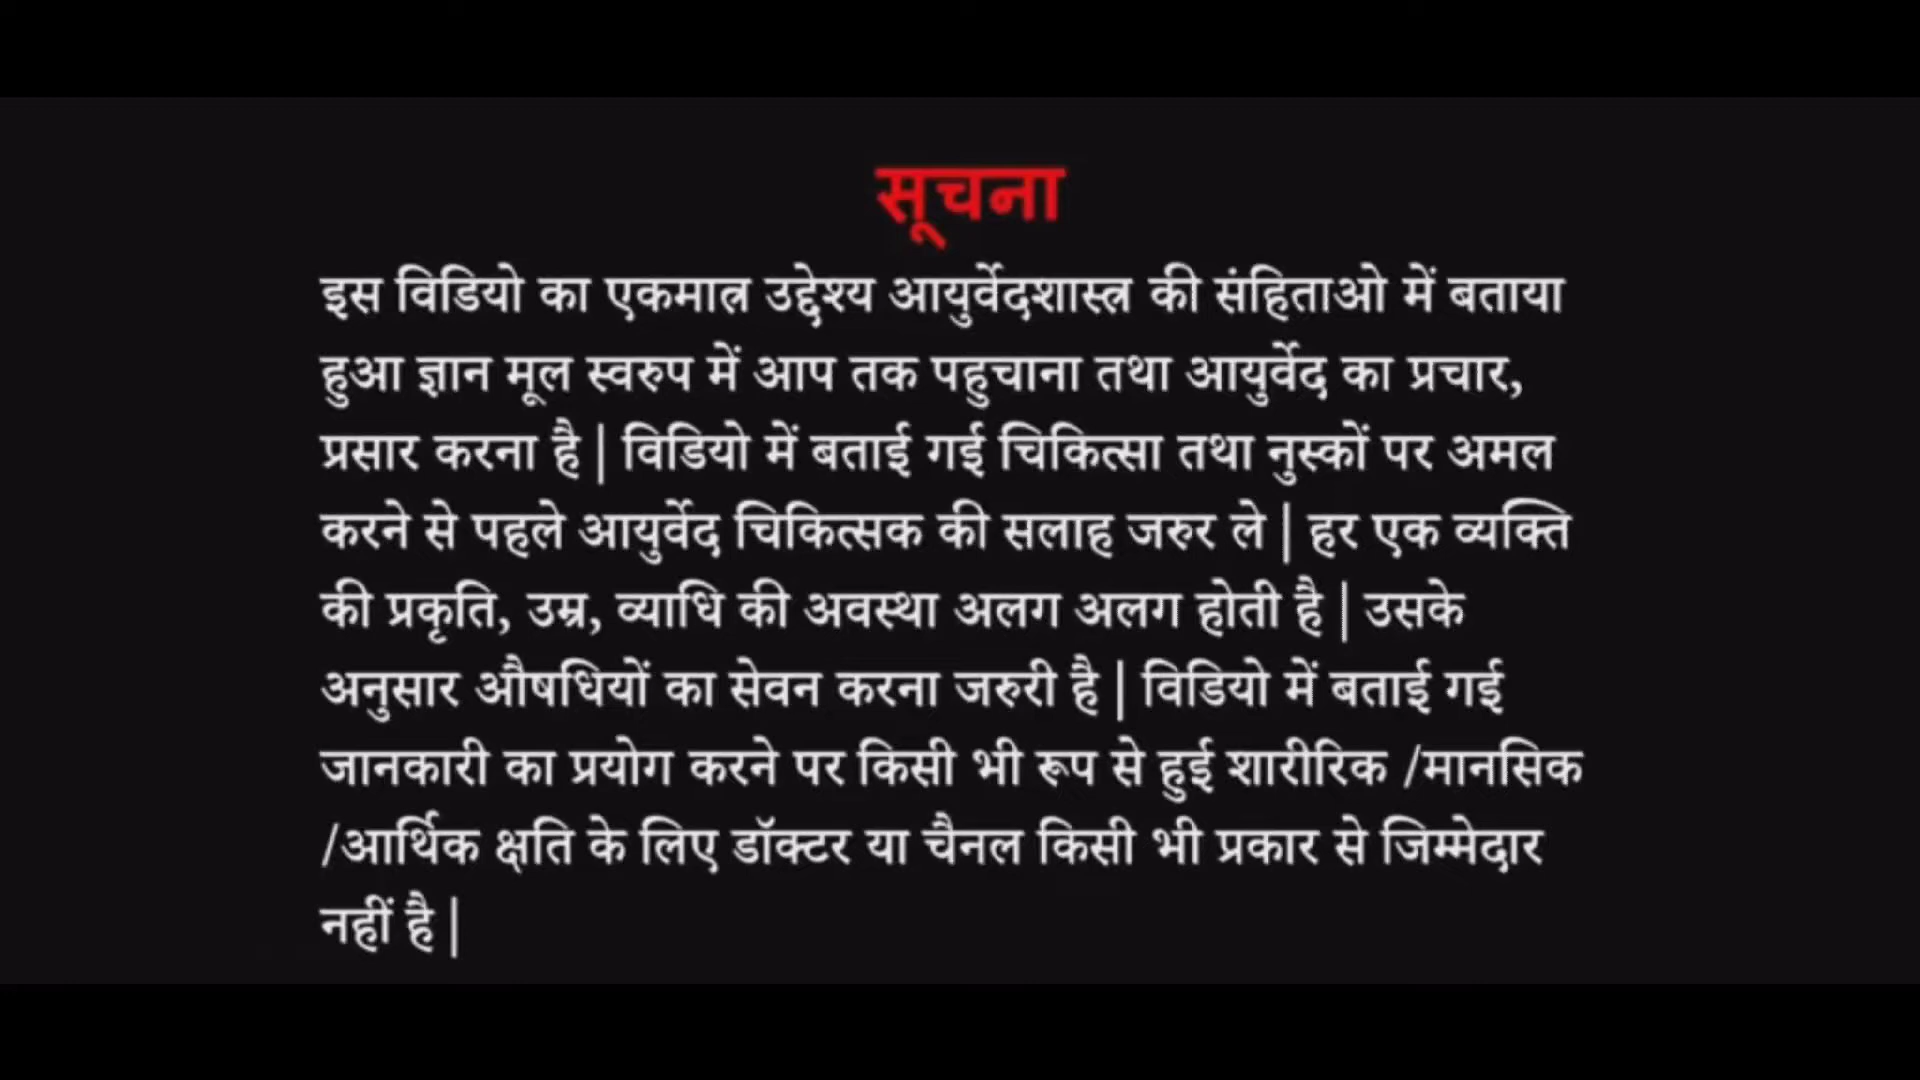 सूचना
इस विडियो का एकमात्र उद्देश्य आयुर्वेदशास्त्र की संहिताओ में बताया
हुआ ज्ञान मूल स्वरुप में आप तक पहुचाना तथा आयुर्वेद का प्रचार,
प्रसार करना है | विडियो में बताई गई चिकित्सा तथा नुस्कों पर अमल
करने से पहले आयुर्वेद चिकित्सक की सलाह जरुर ले | हर एक व्यक्ति
की प्रकृति, उम्र, व्याधि की अवस्था अलग अलग होती है | उसके
अनुसार औषधियों का सेवन करना जरुरी है | विडियो में बताई गई
जानकारी का प्रयोग करने पर किसी भी रूप से हुई शारीरिक /मानसिक
/आर्थिक क्षति के लिए डॉक्टर या चैनल किसी भी प्रकार से जिम्मेदार
नहीं है |